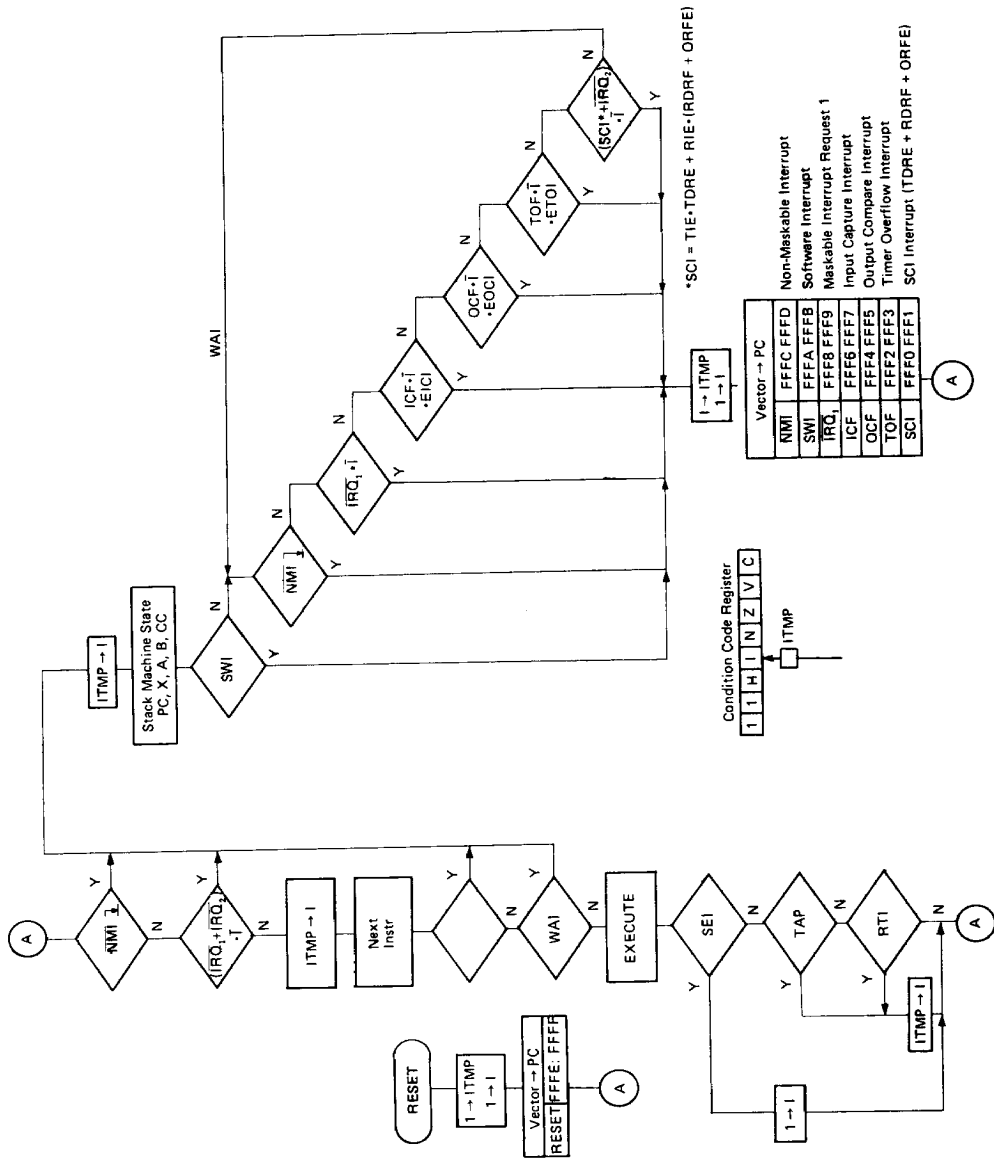 A
NMI
Y
N
(IRQ1+IRQ2)
•I
Y
N
ITMP → I
Next
Instr
Y
N
WAI
Y
N
EXECUTE
SEI
Y
N
TAP
Y
N
RTI
Y
N
ITMP → I
1 → I
A
RESET
1 → ITMP
1 → I
Vector → PC
RESET FFFE: FFFF
A
ITMP → I
Stack Machine State
PC, X, A, B, CC
SWI
N
Y
WAI
NMI
N
Y
IRQ1•I
N
Y
ICF•I
•EICI
N
Y
OCF•I
•EOCI
N
Y
TOF•I
•ETOI
N
Y
(SCI*+IRQ2)
•I
N
Y
*SCI = TIE•TDRE + RIE•(RDRF + ORFE)
I → ITMP
1 → I
Vector → PC
NMI FFFC FFFD Non-Maskable Interrupt
SWI FFFA FFFB Software Interrupt
IRQ1 FFF8 FFF9 Maskable Interrupt Request 1
ICF FFF6 FFF7 Input Capture Interrupt
OCF FFF4 FFF5 Output Compare Interrupt
TOF FFF2 FFF3 Timer Overflow Interrupt
SCI FFF0 FFF1 SCI Interrupt (TDRE + RDRF + ORFE)
A
Condition Code Register
1 1 H I N Z V C
ITMP